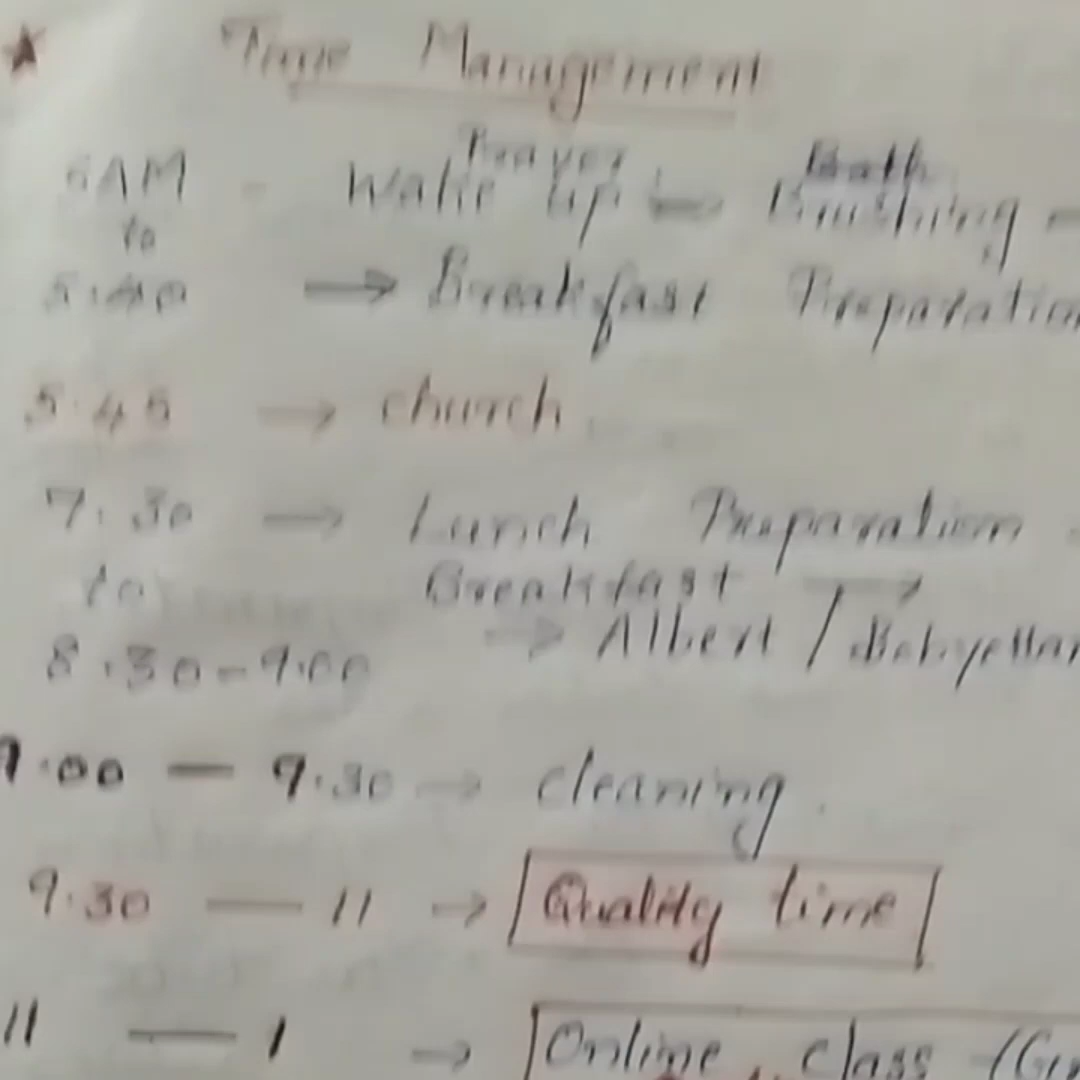 ★ Time Management
Prayer Bath
5AM - Wake up → Brushing -
to
5:40 → Breakfast Preparation
5.45 → church
7:30 → Lunch Preparation
to Breakfast →
8.30-9.00 → Albert /
9.00 — 9.30 → cleaning
9.30 — 11 → Quality time
11 — 1 → Online class